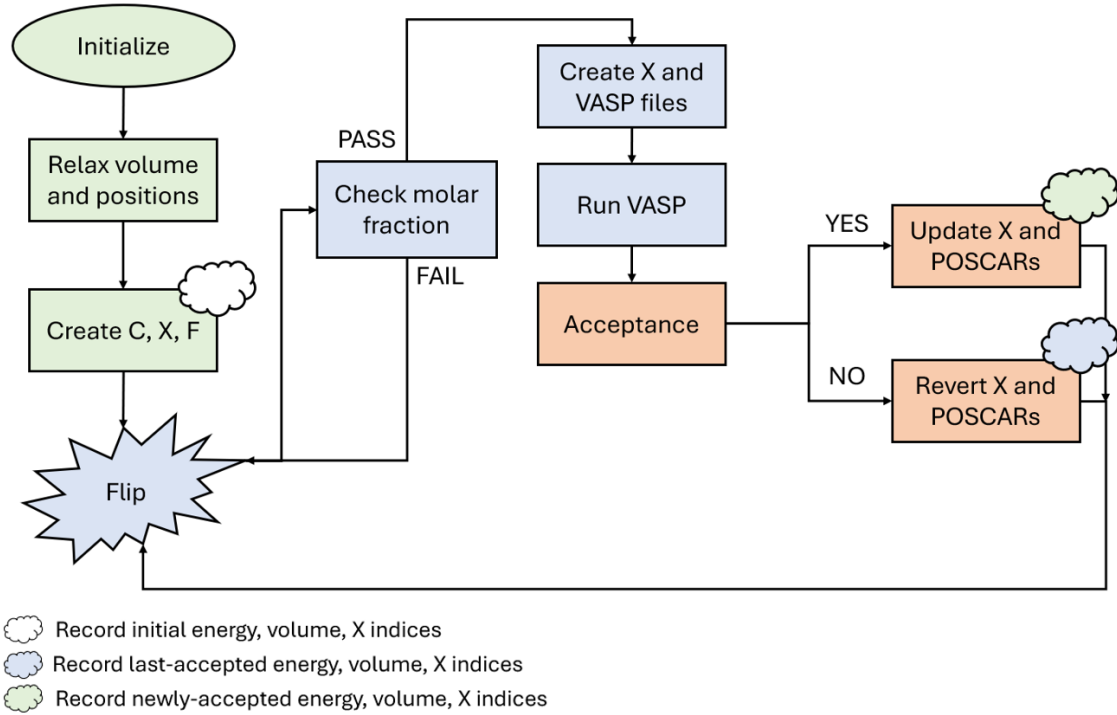 Initialize
Relax volume
and positions
Create C, X, F
Flip
PASS
Check molar
fraction
FAIL
Create X and
VASP files
Run VASP
Acceptance
YES
Update X and
POSCARs
NO
Revert X and
POSCARs
Record initial energy, volume, X indices
Record last-accepted energy, volume, X indices
Record newly-accepted energy, volume, X indices